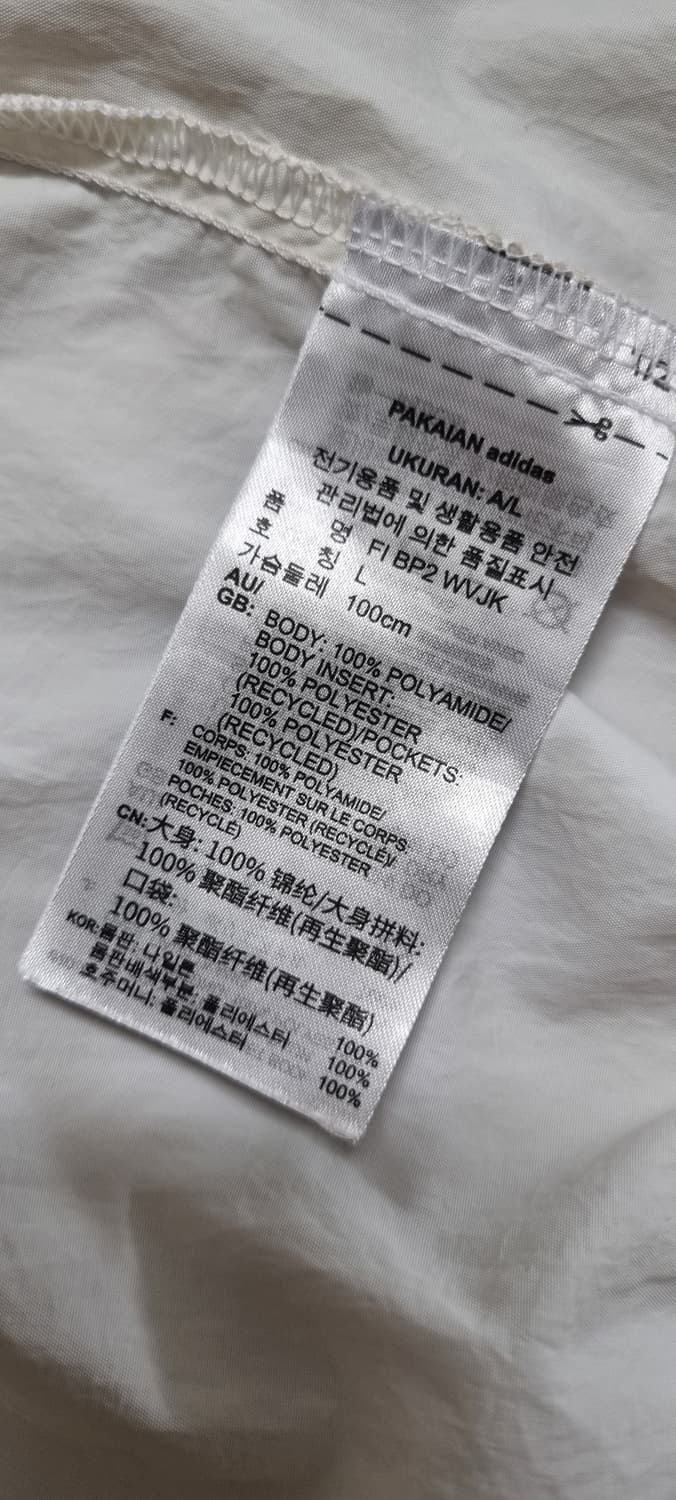 PAKAIAN adidas
UKURAN: A/L
전기용품 및 생활용품 안전
관리법에 의한 품질표시
품 명 FI BP2 WVJK
호 칭 L
가슴둘레 100cm
AU/
GB: BODY: 100% POLYAMIDE/
BODY INSERT:
100% POLYESTER
(RECYCLED)/POCKETS:
100% POLYESTER
(RECYCLED)
F: CORPS: 100% POLYAMIDE/
EMPIECEMENT SUR LE CORPS:
100% POLYESTER (RECYCLÉ)/
POCHES: 100% POLYESTER
(RECYCLÉ)
CN: 大身: 100% 锦纶/大身拼料:
100% 聚酯纤维(再生聚酯)/
口袋:
100% 聚酯纤维(再生聚酯)
KOR: 몸판: 나일론 100%
몸판배색부분: 폴리에스터 100%
호주머니: 폴리에스터 100%